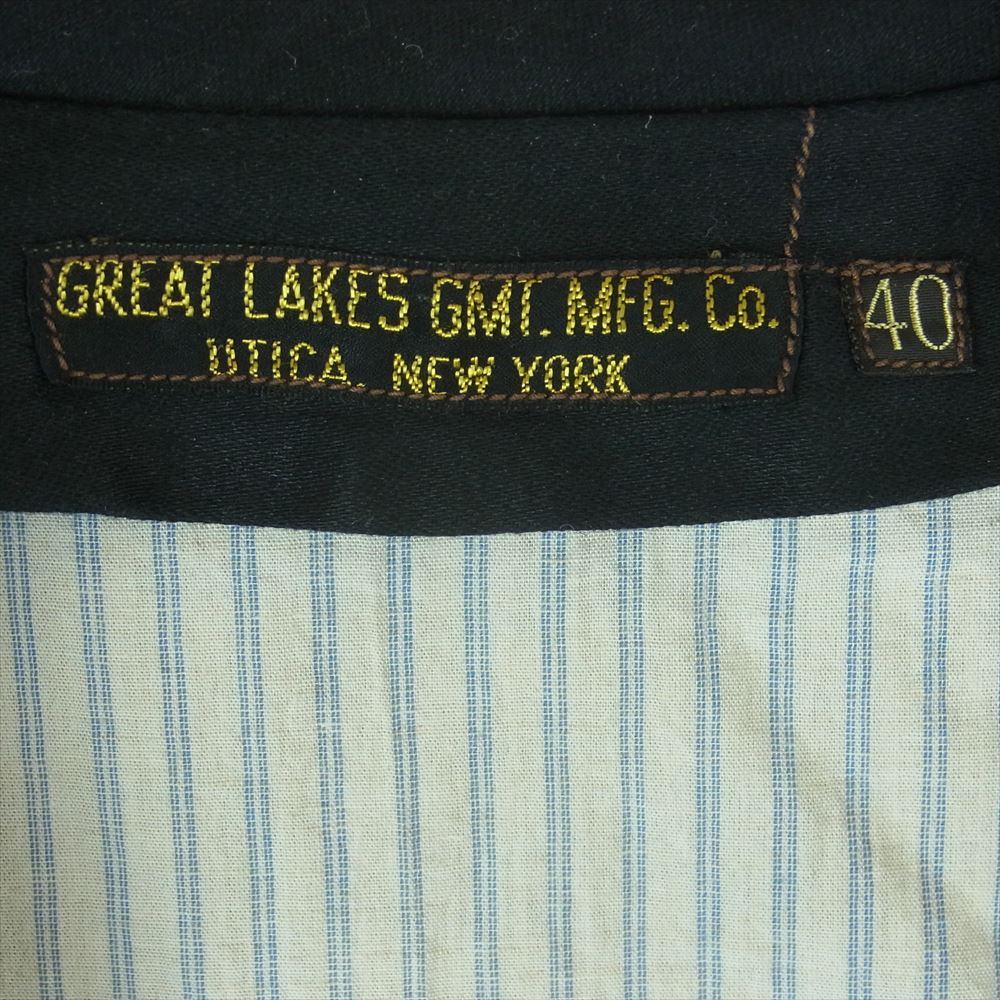 GREAT LAKES GMT. MFG. Co.
UTICA, NEW YORK
40